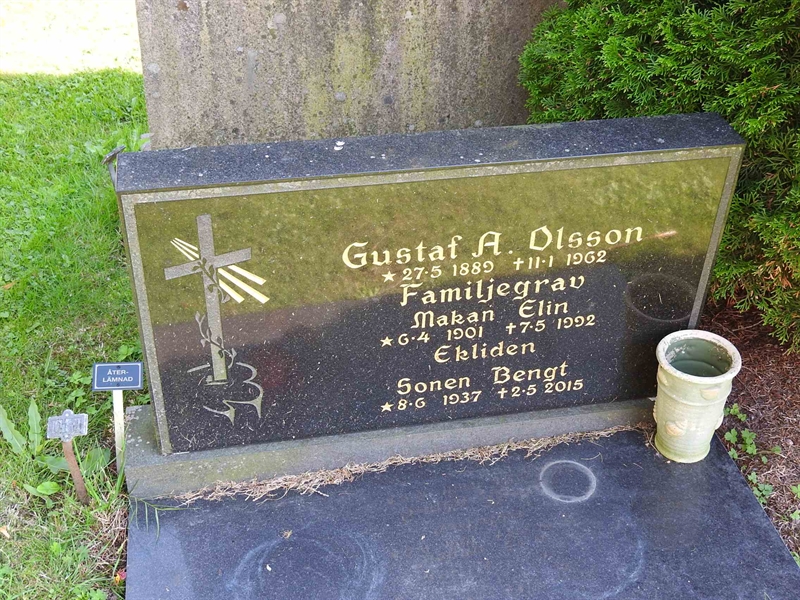 Gustaf A. Olsson
★27·5 1889 ✝11·1 1962
Familjegrav
Makan Elin
★6·4 1901 ✝7·5 1992
Ekliden
Sonen Bengt
★8·6 1937 ✝2·5 2015
ÅTER-
LÄMNAD